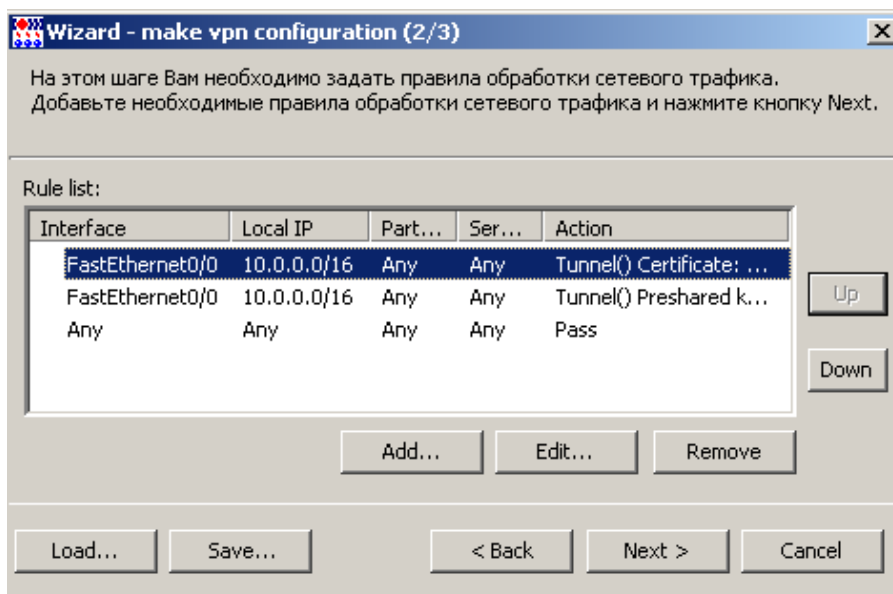 Wizard - make vpn configuration (2/3)
На этом шаге Вам необходимо задать правила обработки сетевого трафика.
Добавьте необходимые правила обработки сетевого трафика и нажмите кнопку Next.
Rule list:
Interface Local IP Part... Ser... Action
FastEthernet0/0 10.0.0.0/16 Any Any Tunnel() Certificate: ...
FastEthernet0/0 10.0.0.0/16 Any Any Tunnel() Preshared k...
Any Any Any Any Pass
Up
Down
Add... Edit... Remove
Load... Save... < Back Next > Cancel